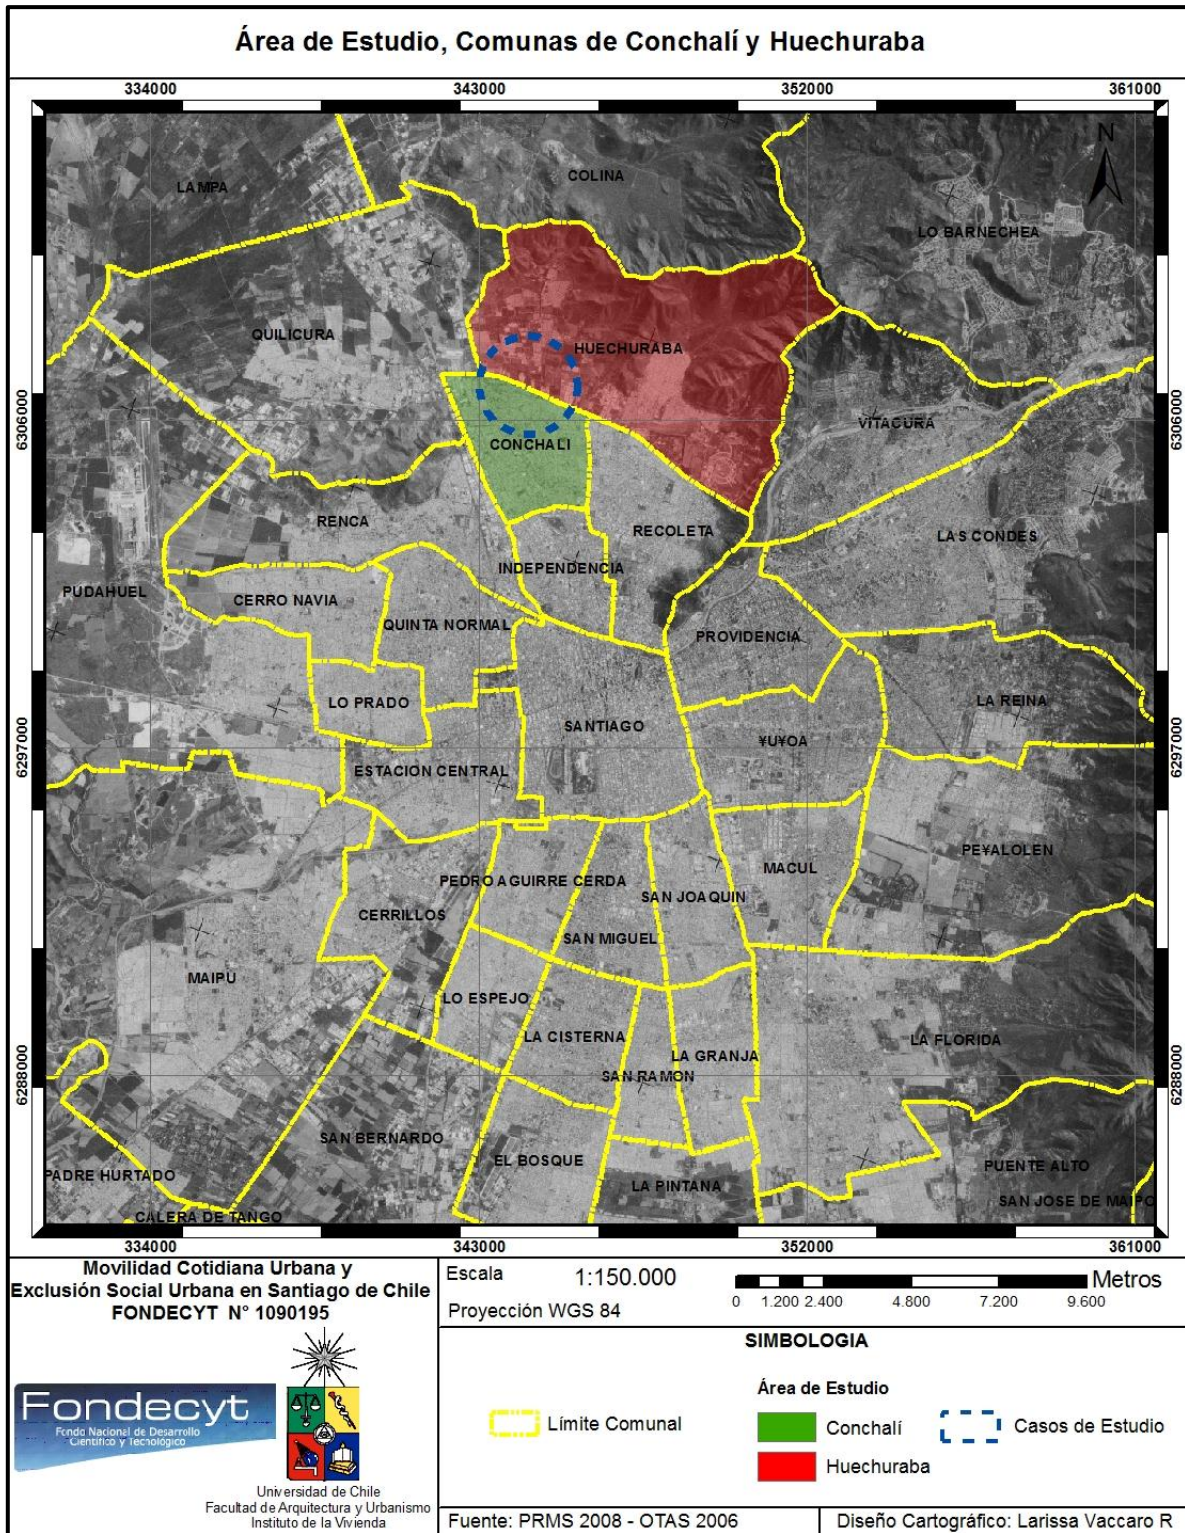 Área de Estudio, Comunas de Conchalí y Huechuraba
334000 343000 352000 361000
N
LAMPA
COLINA
LO BARNECHEA
QUILICURA
HUECHURABA
6306000
6306000
VITACURA
CONCHALI
RENCA
RECOLETA
LAS CONDES
INDEPENDENCIA
PUDAHUEL
CERRO NAVIA
QUINTA NORMAL
PROVIDENCIA
LO PRADO
LA REINA
SANTIAGO
¥U¥OA
6297000
6297000
ESTACION CENTRAL
PE¥ALOLEN
MACUL
PEDRO AGUIRRE CERDA
SAN JOAQUIN
CERRILLOS
SAN MIGUEL
MAIPU
LO ESPEJO
LA CISTERNA
LA FLORIDA
LA GRANJA
SAN RAMON
6288000
6288000
SAN BERNARDO
EL BOSQUE
PUENTE ALTO
PADRE HURTADO
LA PINTANA
SAN JOSE DE MAIPO
CALERA DE TANGO
334000 343000 352000 361000
Movilidad Cotidiana Urbana y
Exclusión Social Urbana en Santiago de Chile
FONDECYT N° 1090195
Fondecyt
Fondo Nacional de Desarrollo
Científico y Tecnológico
Universidad de Chile
Facultad de Arquitectura y Urbanismo
Instituto de la Vivienda
Escala 1:150.000
Metros
0 1.200 2.400 4.800 7.200 9.600
Proyección WGS 84
SIMBOLOGIA
Área de Estudio
Límite Comunal
Conchalí
Casos de Estudio
Huechuraba
Fuente: PRMS 2008 - OTAS 2006
Diseño Cartográfico: Larissa Vaccaro R